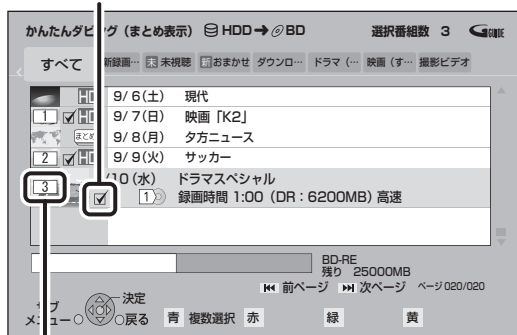 かんたんダビング（まとめ表示） HDD→BD 選択番組数 3 G GUIDE
すべて 新録画… 未 未視聴 新 おまかせ ダウンロ… ドラマ（… 映画（す… 撮影ビデオ
HD 9/ 6(土) 現代
1 HD 9/ 7(日) 映画「K2」
まとめ 9/ 8(月) 夕方ニュース
2 HD 9/ 9(火) サッカー
3 /10(水) ドラマスペシャル
1 録画時間 1:00（DR：6200MB）高速
BD-RE
残り 25000MB
前ページ 次ページ ページ020/020
サブメニュー 決定 戻る 青 複数選択 赤 緑 黄